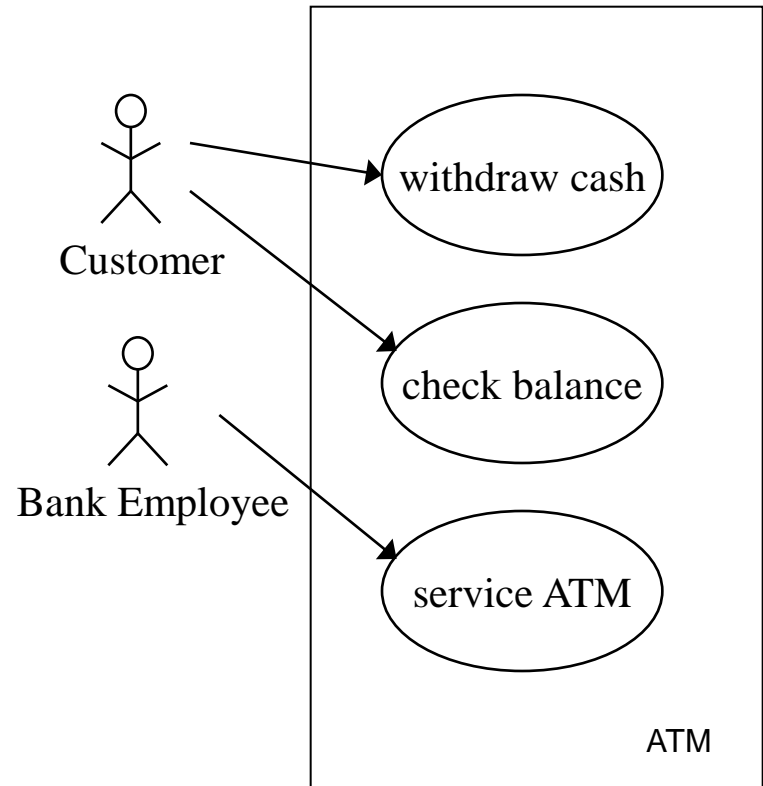 withdraw cash
Customer
check balance
Bank Employee
service ATM
ATM